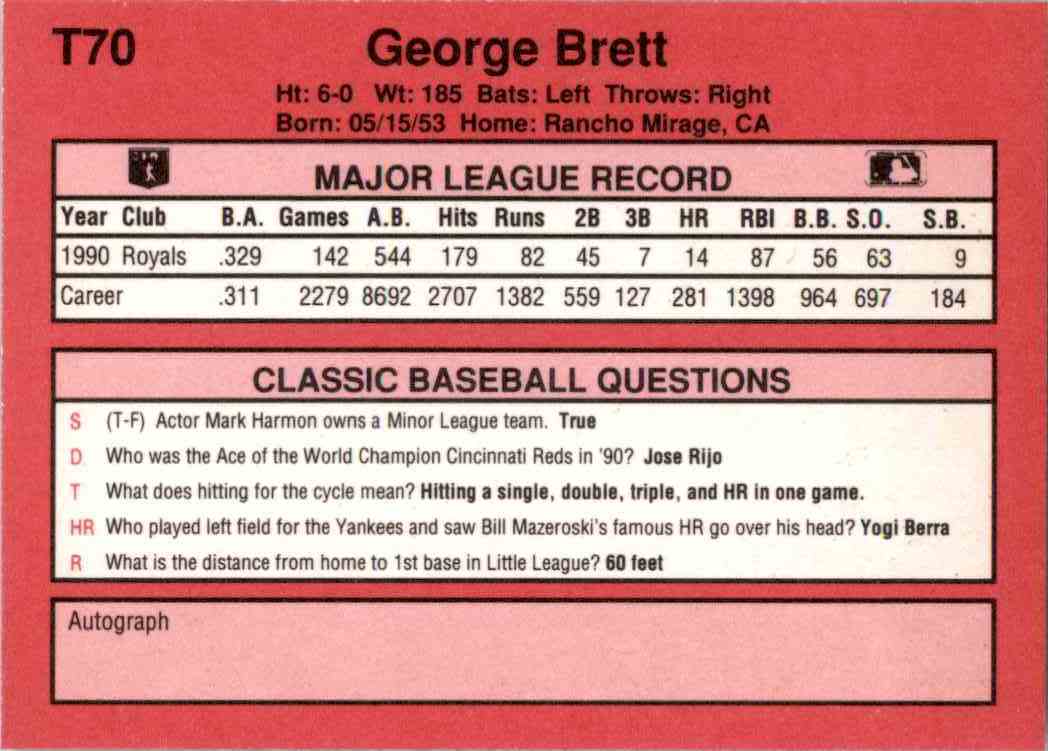 T70 George Brett
Ht: 6-0 Wt: 185 Bats: Left Throws: Right
Born: 05/15/53 Home: Rancho Mirage, CA
MAJOR LEAGUE RECORD
Year Club B.A. Games A.B. Hits Runs 2B 3B HR RBI B.B. S.O. S.B.
1990 Royals .329 142 544 179 82 45 7 14 87 56 63 9
Career .311 2279 8692 2707 1382 559 127 281 1398 964 697 184
CLASSIC BASEBALL QUESTIONS
S (T-F) Actor Mark Harmon owns a Minor League team. True
D Who was the Ace of the World Champion Cincinnati Reds in '90? Jose Rijo
T What does hitting for the cycle mean? Hitting a single, double, triple, and HR in one game.
HR Who played left field for the Yankees and saw Bill Mazeroski's famous HR go over his head? Yogi Berra
R What is the distance from home to 1st base in Little League? 60 feet
Autograph